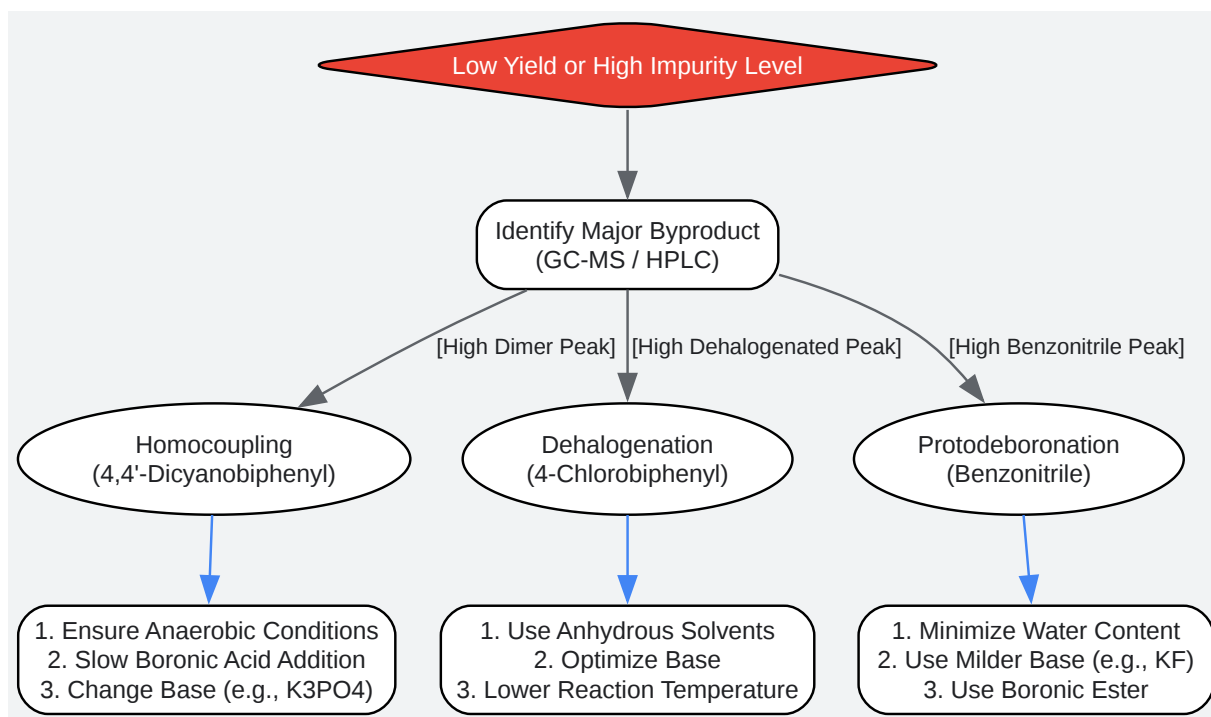 Low Yield or High Impurity Level
Identify Major Byproduct
(GC-MS / HPLC)
[High Dimer Peak]
[High Dehalogenated Peak]
[High Benzonitrile Peak]
Homocoupling
(4,4'-Dicyanobiphenyl)
Dehalogenation
(4-Chlorobiphenyl)
Protodeboronation
(Benzonitrile)
1. Ensure Anaerobic Conditions
2. Slow Boronic Acid Addition
3. Change Base (e.g., K3PO4)
1. Use Anhydrous Solvents
2. Optimize Base
3. Lower Reaction Temperature
1. Minimize Water Content
2. Use Milder Base (e.g., KF)
3. Use Boronic Ester